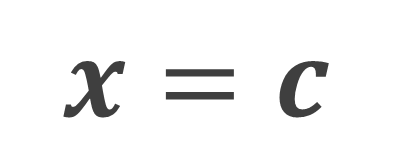 x = c